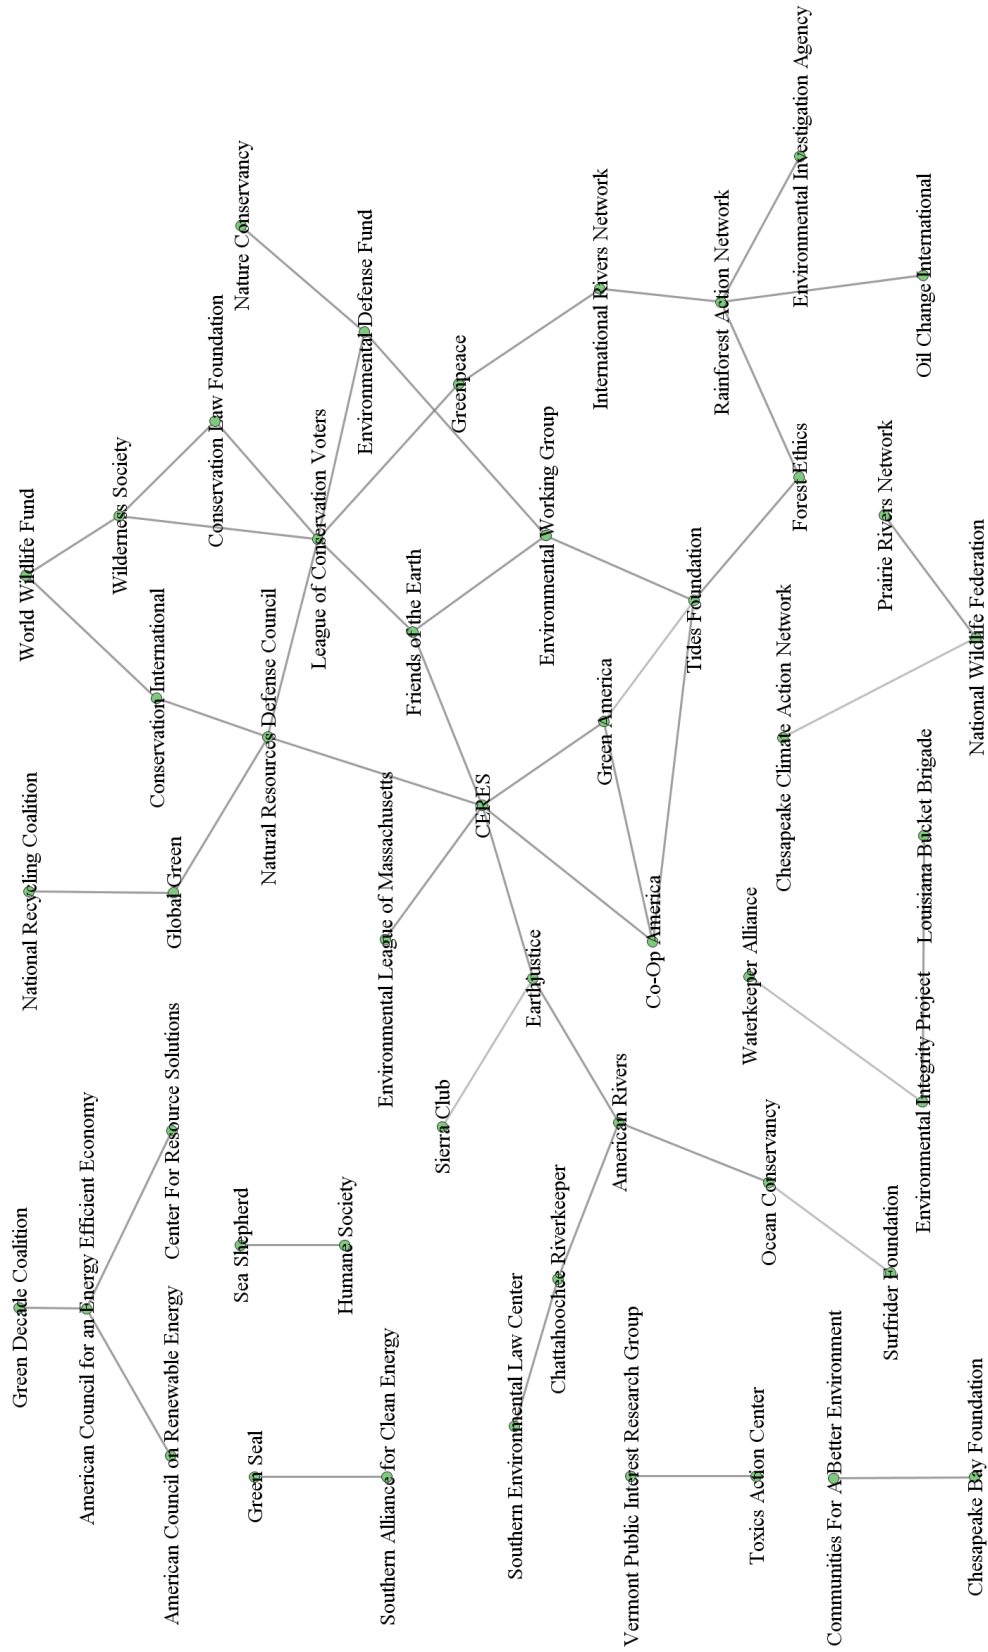 Green Decade Coalition
National Recycling Coalition
World Wildlife Fund
American Council for an Energy Efficient Economy
Wilderness Society
American Council on Renewable Energy
Center For Resource Solutions
Global Green
Conservation International
Conservation Law Foundation
Green Seal
Sea Shepherd
Natural Resources Defense Council
Nature Conservancy
League of Conservation Voters
Humane Society
Environmental Defense Fund
Southern Alliance for Clean Energy
Environmental League of Massachusetts
Friends of the Earth
Sierra Club
Greenpeace
CERES
Southern Environmental Law Center
Earthjustice
Environmental Working Group
Chattahoochee Riverkeeper
International Rivers Network
Green America
American Rivers
Vermont Public Interest Research Group
Co-Op America
Tides Foundation
Rainforest Action Network
Waterkeeper Alliance
Toxics Action Center
Ocean Conservancy
Chesapeake Climate Action Network
Forest Ethics
Environmental Investigation Agency
Communities For A Better Environment
Prairie Rivers Network
Surfrider Foundation
Environmental Integrity Project
Louisiana Bucket Brigade
Oil Change International
Chesapeake Bay Foundation
National Wildlife Federation